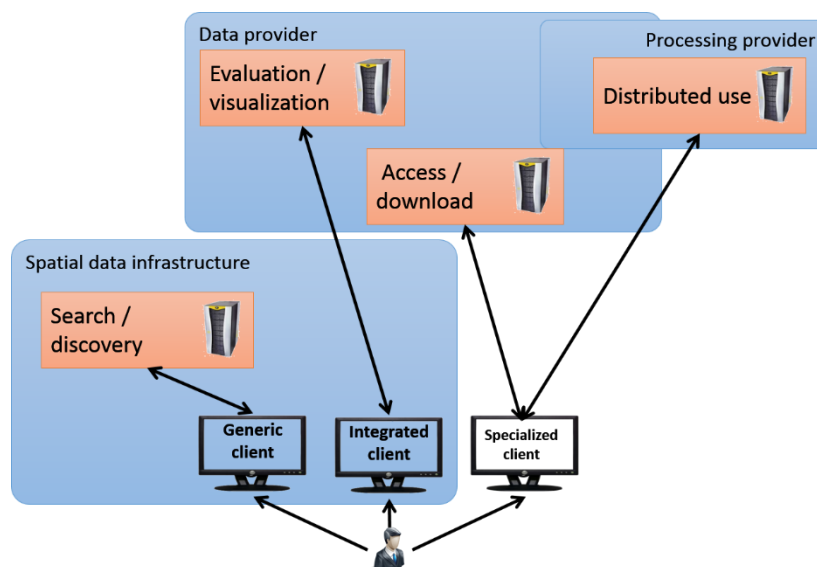 Data provider
Processing provider
Evaluation /
visualization
Distributed use
Access /
download
Spatial data infrastructure
Search /
discovery
Generic
client
Integrated
client
Specialized
client